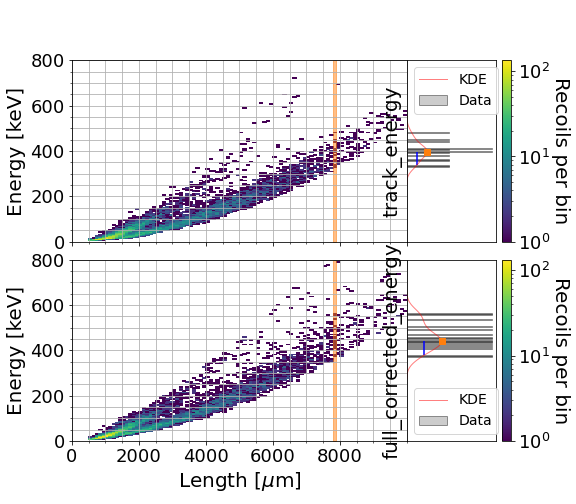 800
600
400
200
0
Energy [keV]
track_energy
KDE
Data
10²
10¹
10⁰
Recoils per bin
800
600
400
200
0
Energy [keV]
full_corrected_energy
KDE
Data
10²
10¹
10⁰
Recoils per bin
0 2000 4000 6000 8000
Length [μm]